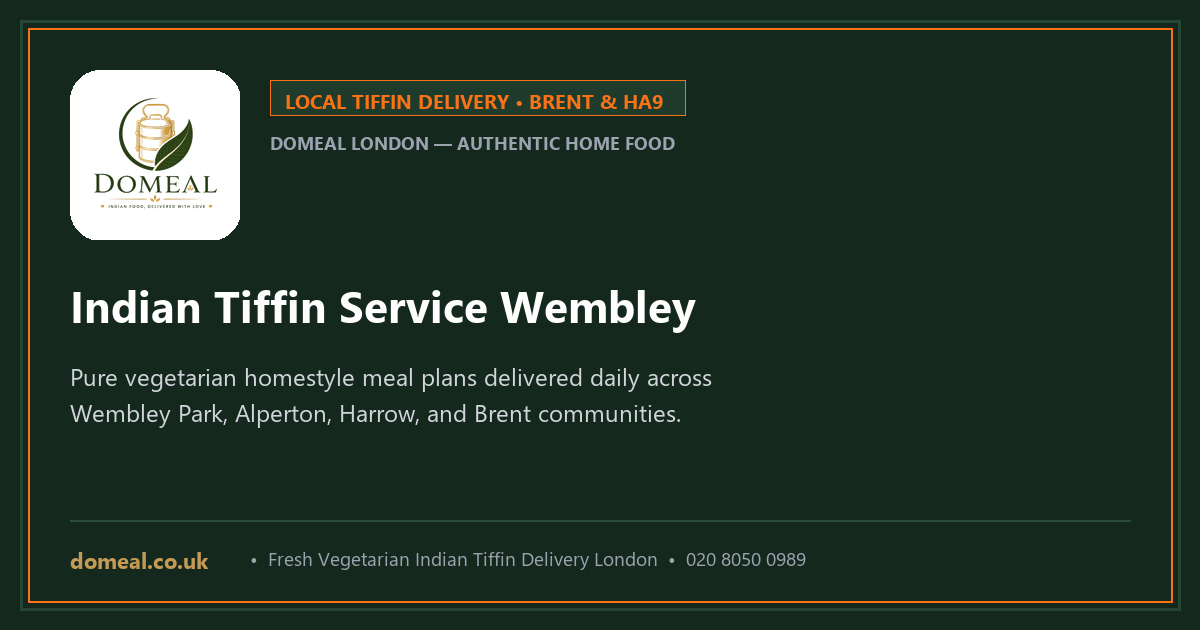 DOMEAL
INDIAN FOOD, DELIVERED WITH LOVE
LOCAL TIFFIN DELIVERY • BRENT & HA9
DOMEAL LONDON — AUTHENTIC HOME FOOD
Indian Tiffin Service Wembley
Pure vegetarian homestyle meal plans delivered daily across
Wembley Park, Alperton, Harrow, and Brent communities.
domeal.co.uk • Fresh Vegetarian Indian Tiffin Delivery London • 020 8050 0989